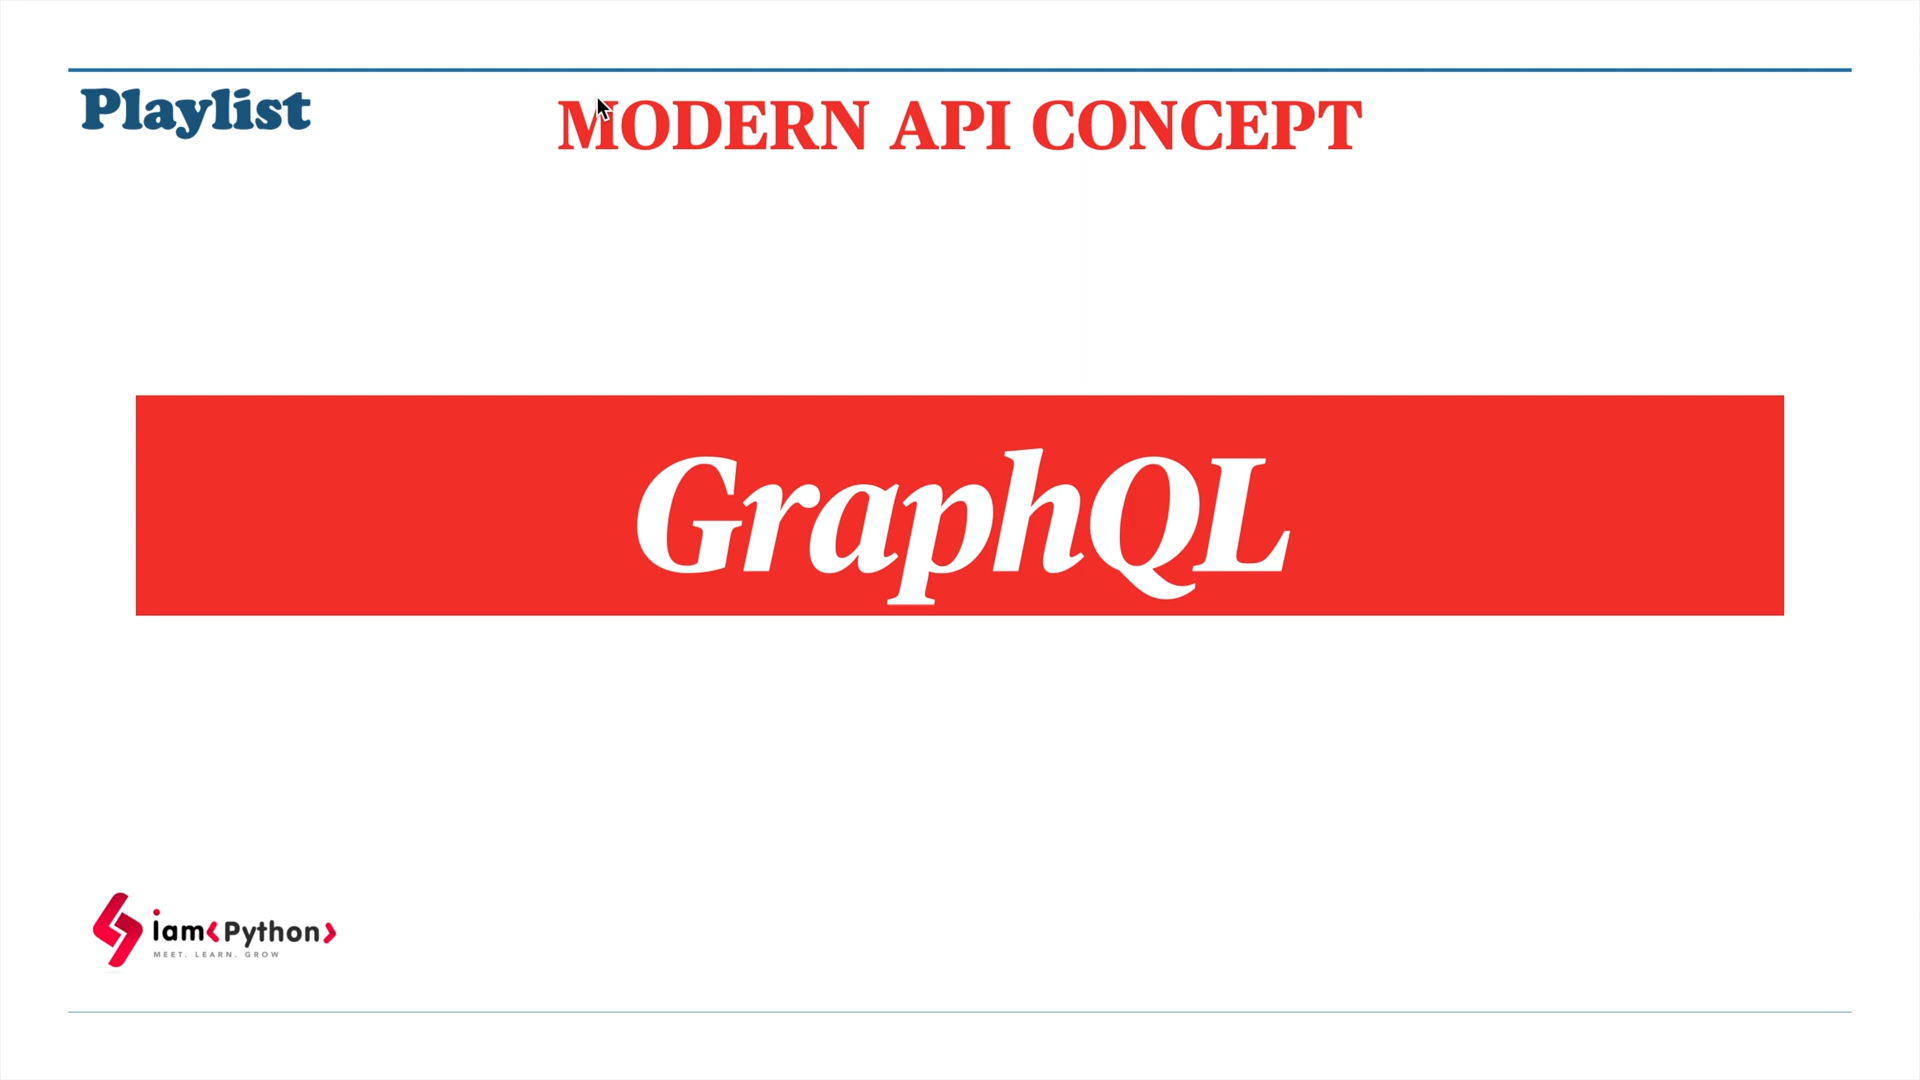 Playlist
MODERN API CONCEPT
GraphQL
iam<Python>
MEET. LEARN. GROW